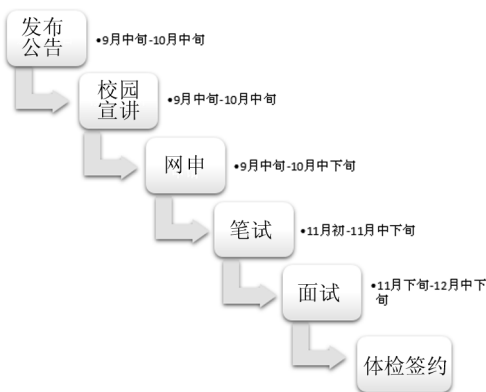 发布
公告
•9月中旬-10月中旬
校园
宣讲
•9月中旬-10月中旬
网申
•9月中旬-10月中下旬
笔试
•11月初-11月中下旬
面试
•11月下旬-12月中下
旬
体检签约